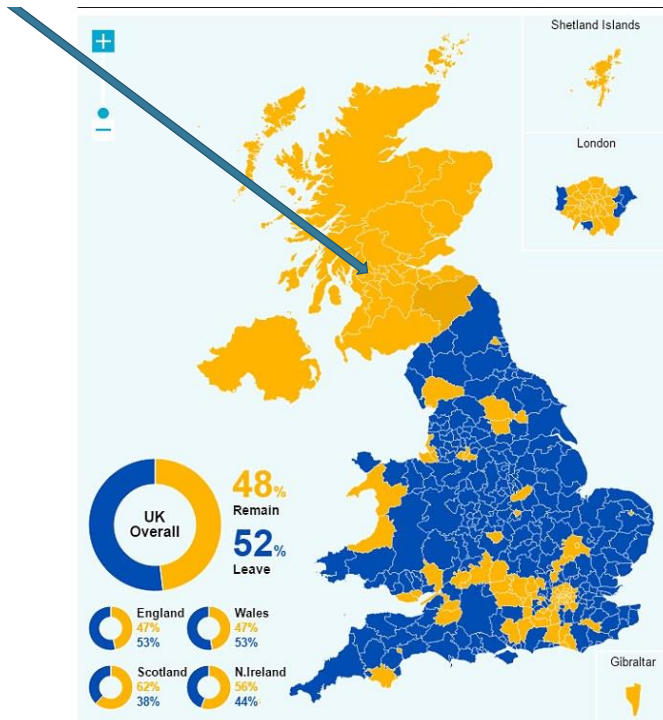 Shetland Islands
London
UK
Overall
48%
Remain
52%
Leave
England
47%
53%
Wales
47%
53%
Scotland
62%
38%
N.Ireland
56%
44%
Gibraltar